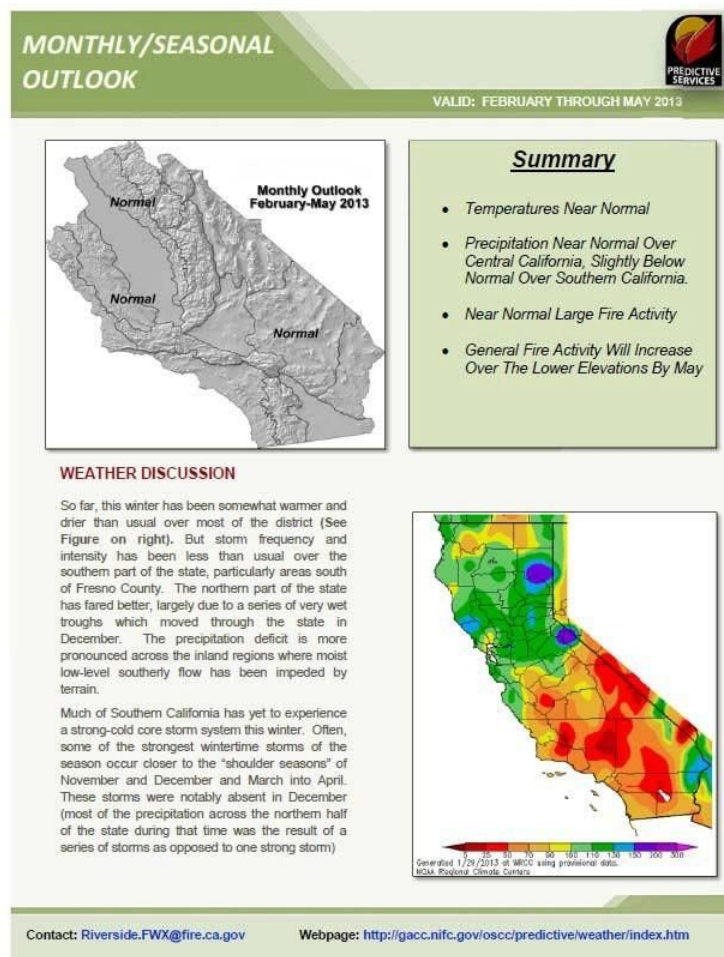 MONTHLY/SEASONAL
OUTLOOK
PREDICTIVE
SERVICES
VALID: FEBRUARY THROUGH MAY 2013
Monthly Outlook
February-May 2013
Normal
Normal
Normal
Summary
• Temperatures Near Normal
• Precipitation Near Normal Over
Central California, Slightly Below
Normal Over Southern California.
• Near Normal Large Fire Activity
• General Fire Activity Will Increase
Over The Lower Elevations By May
WEATHER DISCUSSION
So far, this winter has been somewhat warmer and
drier than usual over most of the district (See
Figure on right). But storm frequency and
intensity has been less than usual over the
southern part of the state, particularly areas south
of Fresno County. The northern part of the state
has fared better, largely due to a series of very wet
troughs which moved through the state in
December. The precipitation deficit is more
pronounced across the inland regions where moist
low-level southerly flow has been impeded by
terrain.
Much of Southern California has yet to experience
a strong-cold core storm system this winter. Often,
some of the strongest wintertime storms of the
season occur closer to the “shoulder seasons” of
November and December and March into April.
These storms were notably absent in December
(most of the precipitation across the northern half
of the state during that time was the result of a
series of storms as opposed to one strong storm)
5 25 50 70 90 100 110 130 150 200 300
Generated 1/29/2013 at WRCC using provisional data.
NOAA Regional Climate Centers
Contact: Riverside.FWX@fire.ca.gov
Webpage: http://gacc.nifc.gov/oscc/predictive/weather/index.htm